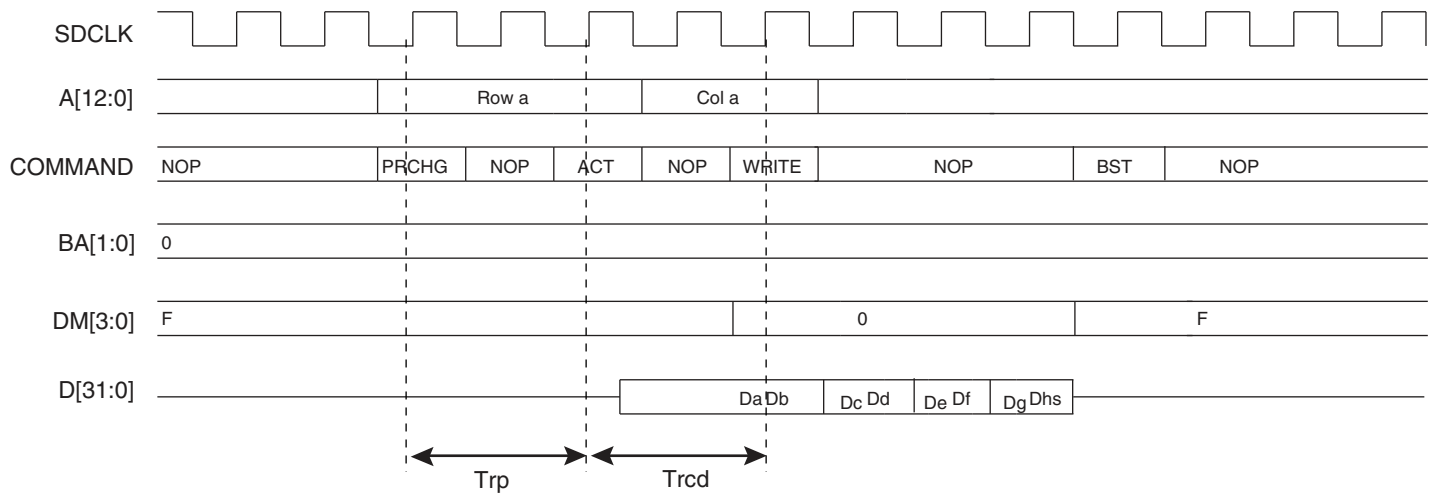 SDCLK
A[12:0] Row a Col a
COMMAND NOP PRCHG NOP ACT NOP WRITE NOP BST NOP
BA[1:0] 0
DM[3:0] F 0 F
D[31:0] Da Db Dc Dd De Df Dg Dhs
Trp Trcd